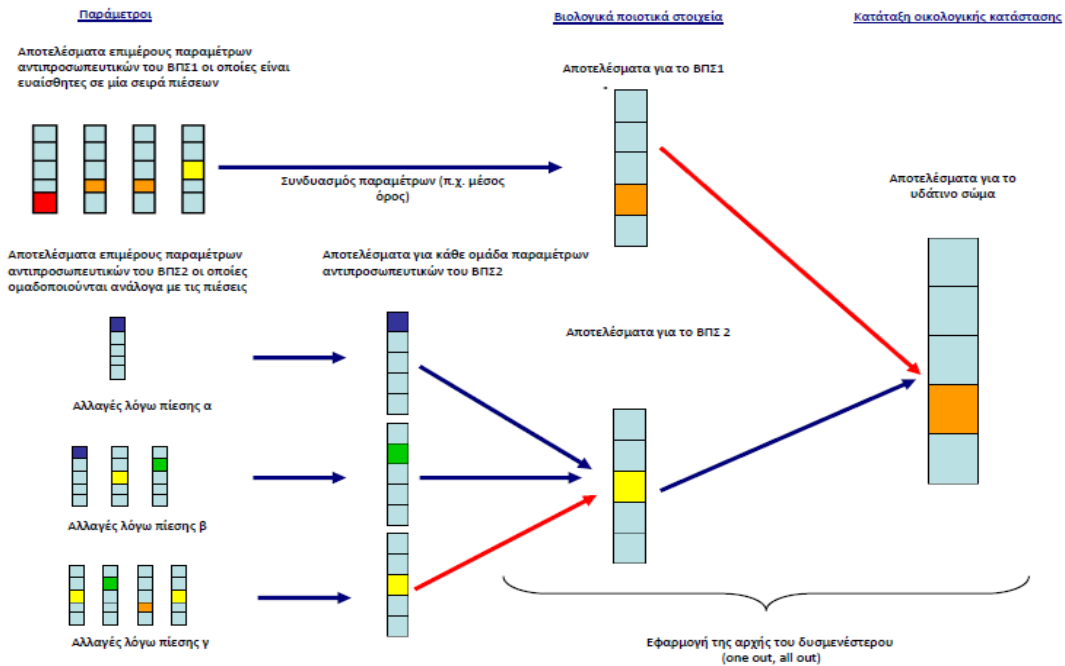 Παράμετροι
Βιολογικά ποιοτικά στοιχεία
Κατάταξη οικολογικής κατάστασης
Αποτελέσματα επιμέρους παραμέτρων
αντιπροσωπευτικών του ΒΠΣ1 οι οποίες είναι
ευαίσθητες σε μία σειρά πιέσεων
Αποτελέσματα για το ΒΠΣ1
Συνδυασμός παραμέτρων (π.χ. μέσος
όρος)
Αποτελέσματα για το
υδάτινο σώμα
Αποτελέσματα επιμέρους παραμέτρων
αντιπροσωπευτικών του ΒΠΣ2 οι οποίες
ομαδοποιούνται ανάλογα με τις πιέσεις
Αποτελέσματα για κάθε ομάδα παραμέτρων
αντιπροσωπευτικών του ΒΠΣ2
Αποτελέσματα για το ΒΠΣ 2
Αλλαγές λόγω πίεσης α
Αλλαγές λόγω πίεσης β
Αλλαγές λόγω πίεσης γ
Εφαρμογή της αρχής του δυσμενέστερου
(one out, all out)